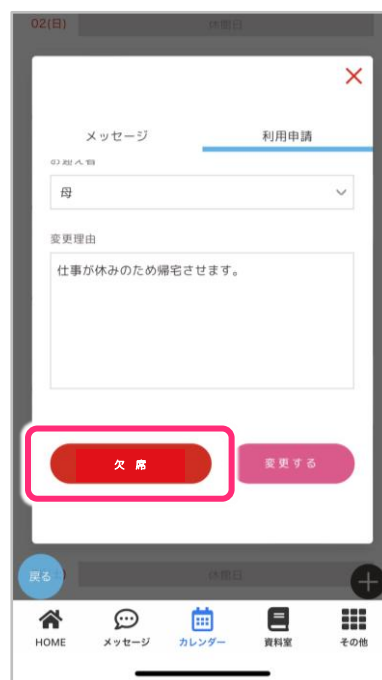 02(日) 休館日
メッセージ 利用申請
お迎え者
母
変更理由
仕事が休みのため帰宅させます。
欠 席 変更する
戻る 休館日
HOME メッセージ カレンダー 資料室 その他